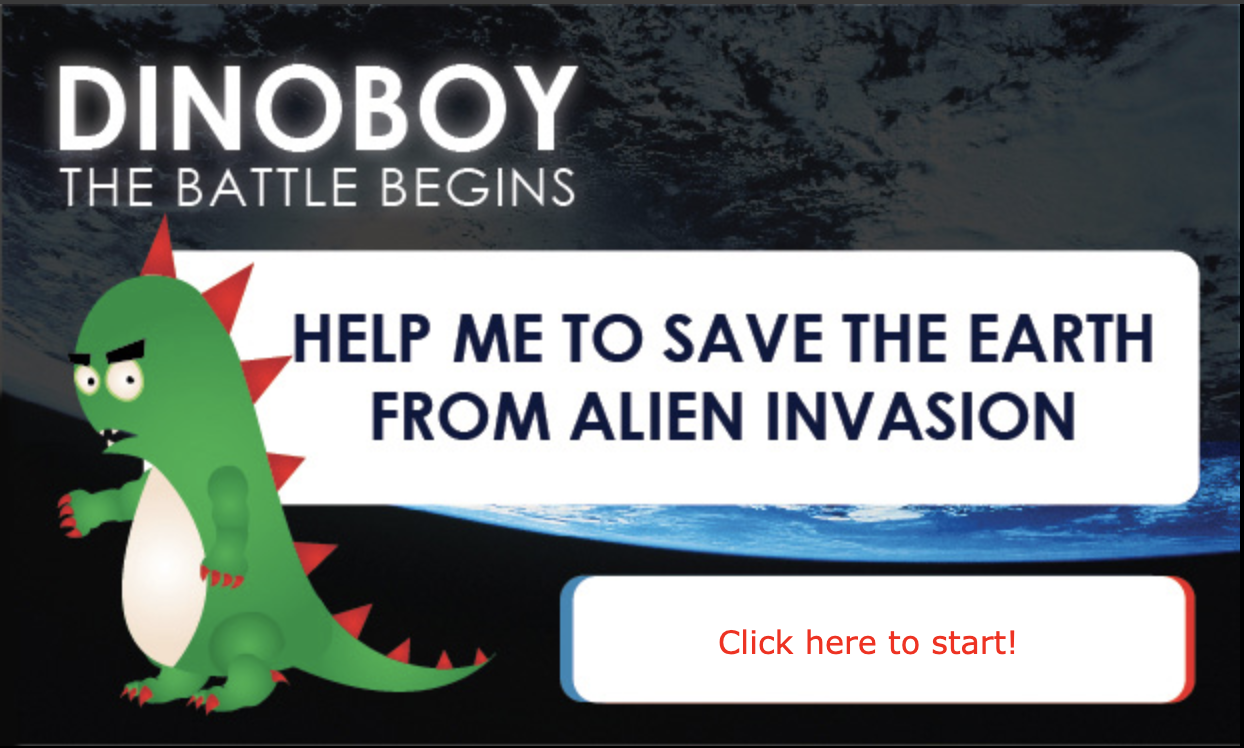 DINOBOY
THE BATTLE BEGINS
HELP ME TO SAVE THE EARTH
FROM ALIEN INVASION
Click here to start!